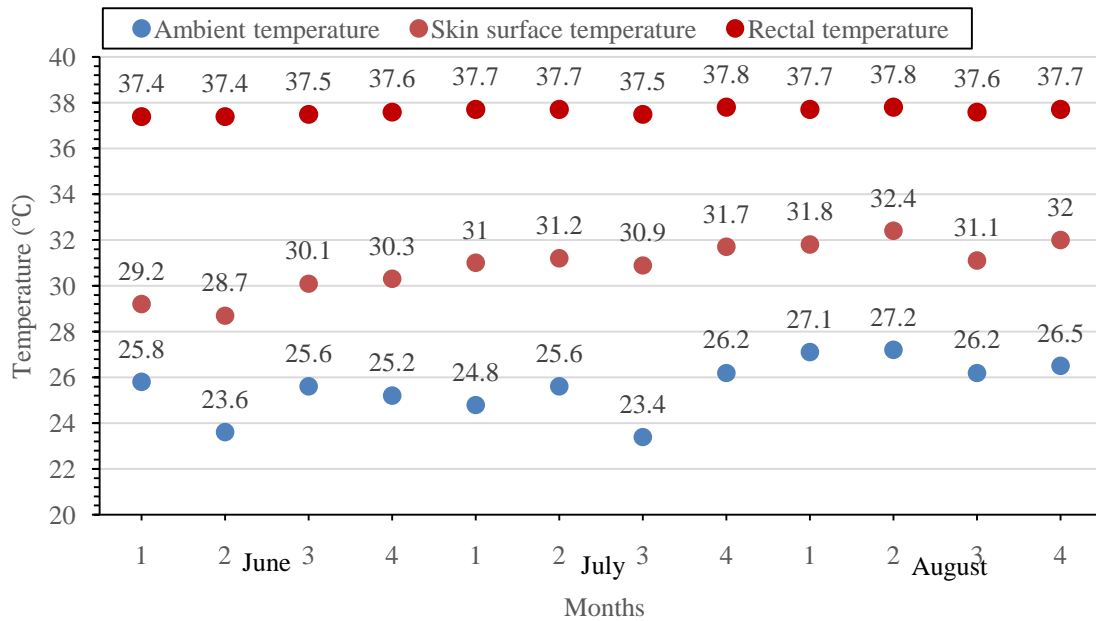 Ambient temperature Skin surface temperature Rectal temperature
40
37.4 37.4 37.5 37.6 37.7 37.7 37.5 37.8 37.7 37.8 37.6 37.7
38
36
34
29.2 28.7 30.1 30.3 31 31.2 30.9 31.7 31.8 32.4 31.1 32
32
30
28
25.8 23.6 25.6 25.2 24.8 25.6 23.4 26.2 27.1 27.2 26.2 26.5
26
24
22
20
Temperature (°C)
1 2 3 4 1 2 3 4 1 2 3 4
June July August
Months